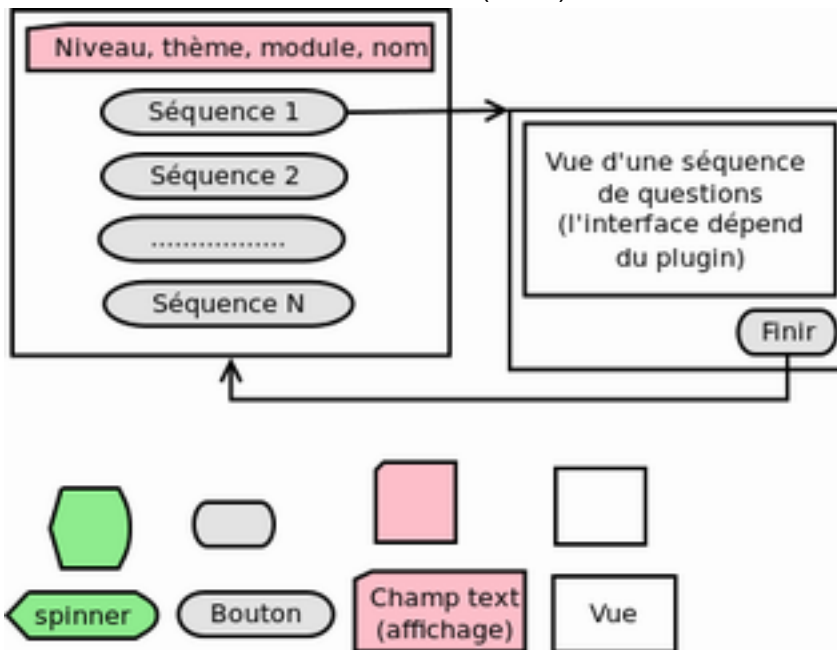 Niveau, thème, module, nom
Séquence 1
Séquence 2
.................
Séquence N
Vue d'une séquence
de questions
(l'interface dépend
du plugin)
Finir
spinner
Bouton
Champ text
(affichage)
Vue